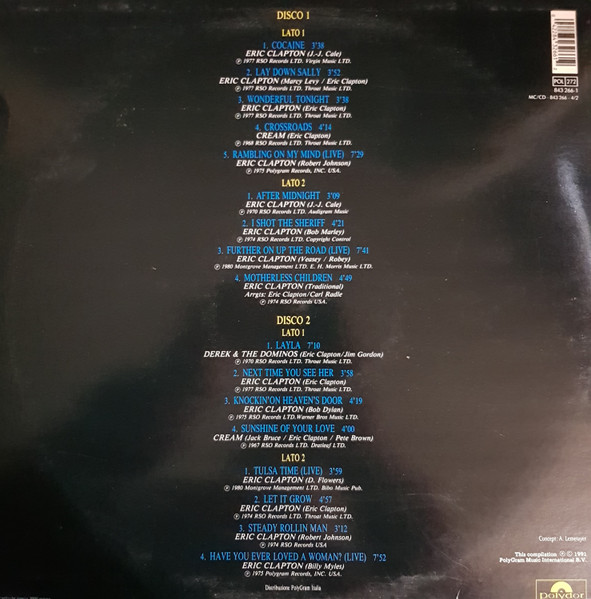 DISCO 1
LATO 1
1. COCAINE 3'38
ERIC CLAPTON (J.-J. Cale)
℗ 1977 RSO Records LTD. Virgin Music LTD.
2. LAY DOWN SALLY 3'52
ERIC CLAPTON (Marcy Levy / Eric Clapton)
℗ 1977 RSO Records LTD. Throat Music LTD.
3. WONDERFUL TONIGHT 3'38
ERIC CLAPTON (Eric Clapton)
℗ 1977 RSO Records LTD. Throat Music LTD.
4. CROSSROADS 4'14
CREAM (Eric Clapton)
℗ 1968 RSO Records LTD. Throat Music LTD.
5. RAMBLING ON MY MIND (LIVE) 7'29
ERIC CLAPTON (Robert Johnson)
℗ 1975 Polygram Records, INC. USA.
LATO 2
1. AFTER MIDNIGHT 3'09
ERIC CLAPTON (J.-J. Cale)
℗ 1970 RSO Records LTD. Audigram Music
2. I SHOT THE SHERIFF 4'21
ERIC CLAPTON (Bob Marley)
℗ 1974 RSO Records LTD. Copyright Control
3. FURTHER ON UP THE ROAD (LIVE) 7'41
ERIC CLAPTON (Veasey / Robey)
℗ 1980 Montgrove Management LTD. E. H. Morris Music LTD.
4. MOTHERLESS CHILDREN 4'49
ERIC CLAPTON (Traditional)
Arrgts: Eric Clapton/Carl Radle
℗ 1974 RSO Records USA.
DISCO 2
LATO 1
1. LAYLA 7'10
DEREK & THE DOMINOS (Eric Clapton/Jim Gordon)
℗ 1970 RSO Records LTD. Throat Music LTD.
2. NEXT TIME YOU SEE HER 3'58
ERIC CLAPTON (Eric Clapton)
℗ 1977 RSO Records LTD. Throat Music LTD.
3. KNOCKIN'ON HEAVEN'S DOOR 4'19
ERIC CLAPTON (Bob Dylan)
℗ 1975 RSO Records LTD.Warner Bros Music LTD.
4. SUNSHINE OF YOUR LOVE 4'00
CREAM (Jack Bruce / Eric Clapton / Pete Brown)
℗ 1967 RSO Records LTD. Dratleaf LTD.
LATO 2
1. TULSA TIME (LIVE) 3'59
ERIC CLAPTON (D. Flowers)
℗ 1980 Montgrove Management LTD. Bibo Music Pub.
2. LET IT GROW 4'57
ERIC CLAPTON (Eric Clapton)
℗ 1974 RSO Records LTD. Throat Music LTD.
3. STEADY ROLLIN MAN 3'12
ERIC CLAPTON (Robert Johnson)
℗ 1974 RSO Records USA
4. HAVE YOU EVER LOVED A WOMAN? (LIVE) 7'52
ERIC CLAPTON (Billy Myles)
℗ 1975 Polygram Records, INC. USA.
Distribuzione PolyGram Italia
POL 272
843 266-1
MC/CD - 843 266 - 4/2
Concept: A.
This compilation ℗ © 1991
PolyGram Music International B.V.
polydor